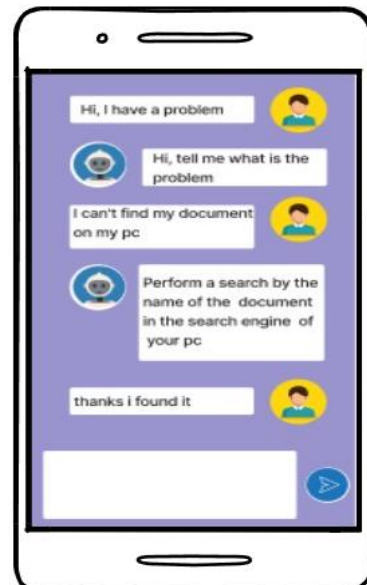 Hi, I have a problem
Hi, tell me what is the
problem
I can't find my document
on my pc
Perform a search by the
name of the document
in the search engine of
your pc
thanks i found it